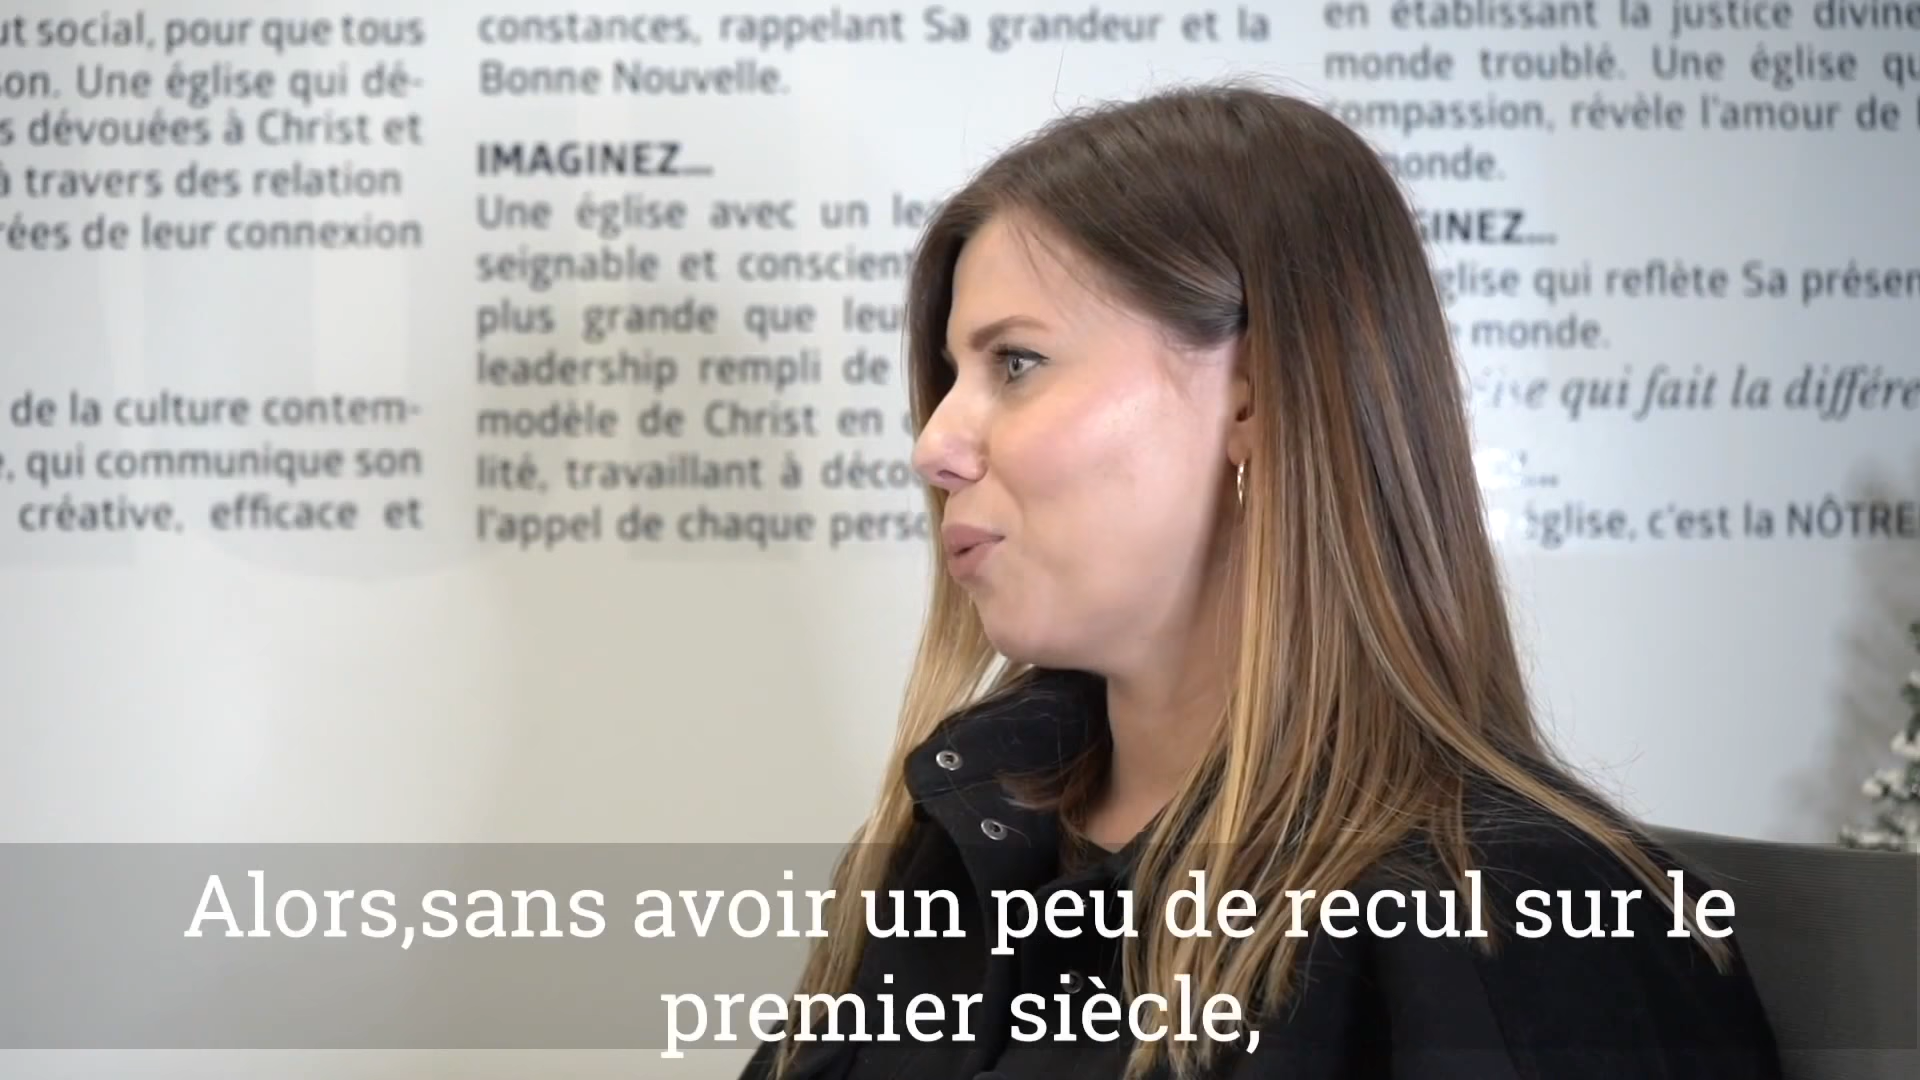 ut social, pour que tous
son. Une église qui dé-
s dévouées à Christ et
à travers des relation
rées de leur connexion
de la culture contem-
e, qui communique son
créative, efficace et
constances, rappelant Sa grandeur et la
Bonne Nouvelle.
IMAGINEZ...
Une église avec un
seignable et conscient
plus grande que leu
leadership rempli de
modèle de Christ en
lité, travaillant à déco
l'appel de chaque perso
en établissant la justice divine
monde troublé. Une église qu
compassion, révèle l'amour de
monde.
GINEZ...
glise qui reflète Sa présen
monde.
ise qui fait la différe
église, c'est la NÔTRE
Alors,sans avoir un peu de recul sur le
premier siècle,